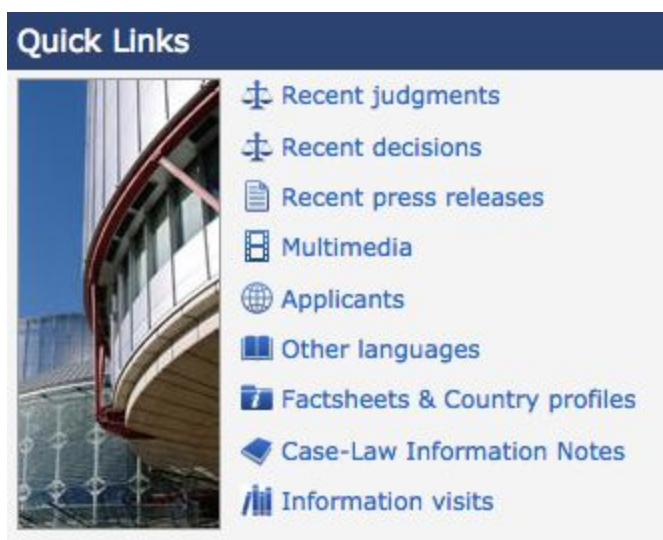 Quick Links
Recent judgments
Recent decisions
Recent press releases
Multimedia
Applicants
Other languages
Factsheets & Country profiles
Case-Law Information Notes
Information visits